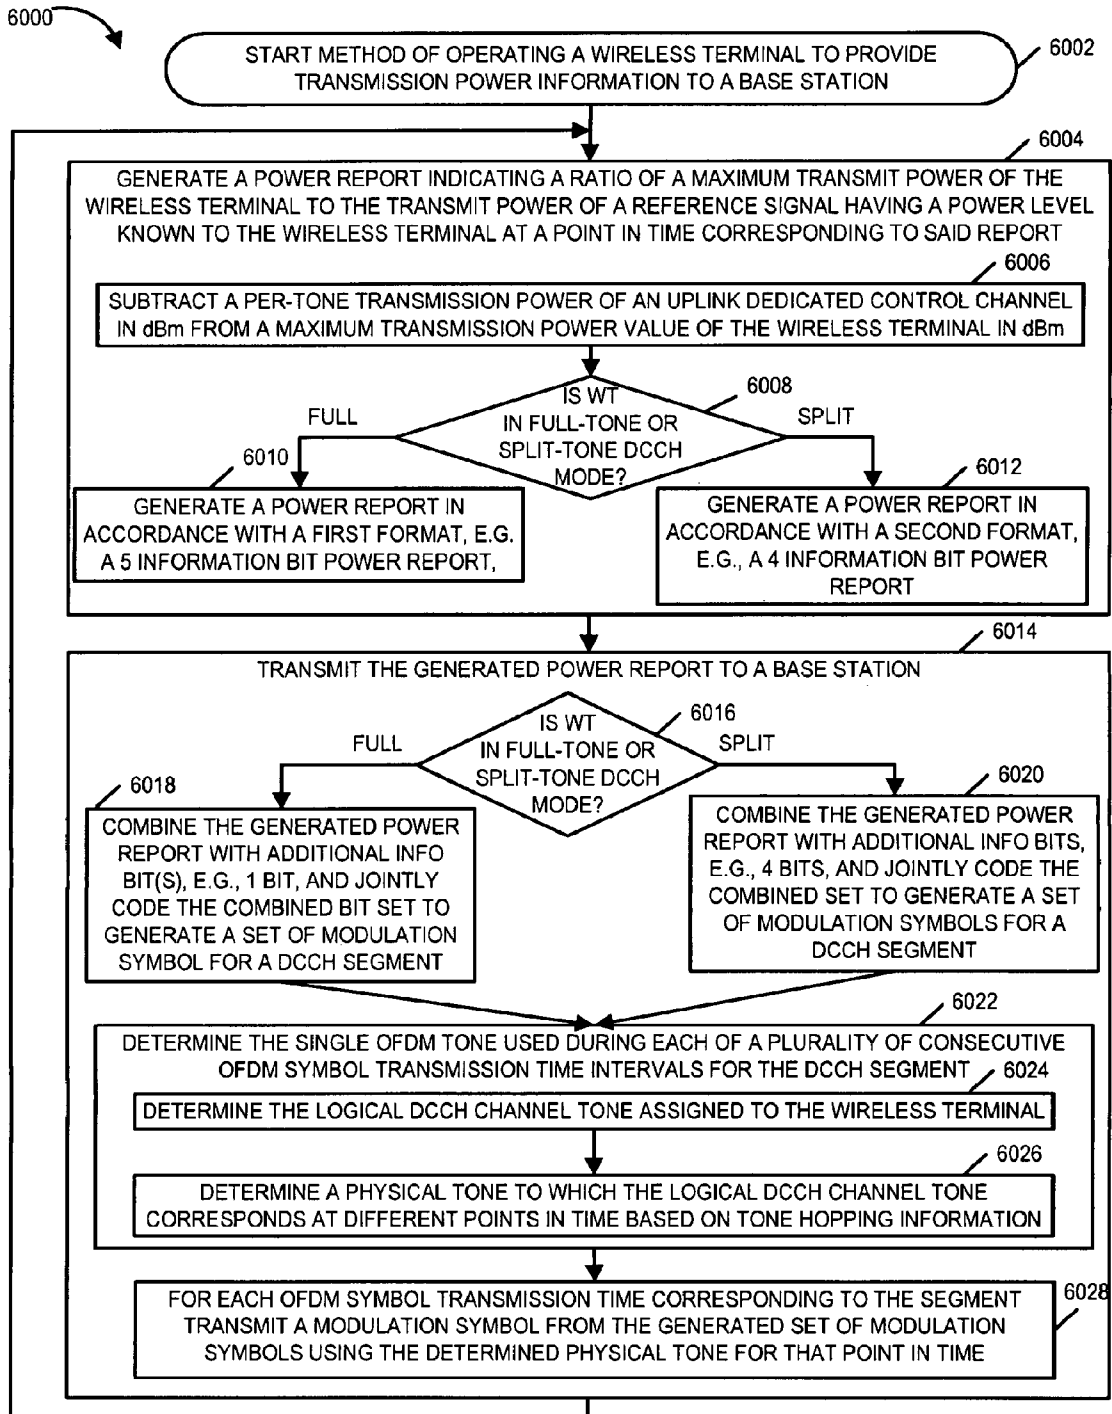 6000
START METHOD OF OPERATING A WIRELESS TERMINAL TO PROVIDE
TRANSMISSION POWER INFORMATION TO A BASE STATION
6002
6004
GENERATE A POWER REPORT INDICATING A RATIO OF A MAXIMUM TRANSMIT POWER OF THE
WIRELESS TERMINAL TO THE TRANSMIT POWER OF A REFERENCE SIGNAL HAVING A POWER LEVEL
KNOWN TO THE WIRELESS TERMINAL AT A POINT IN TIME CORRESPONDING TO SAID REPORT
6006
SUBTRACT A PER-TONE TRANSMISSION POWER OF AN UPLINK DEDICATED CONTROL CHANNEL
IN dBm FROM A MAXIMUM TRANSMISSION POWER VALUE OF THE WIRELESS TERMINAL IN dBm
6008
IS WT
IN FULL-TONE OR
SPLIT-TONE DCCH
MODE?
FULL
SPLIT
6010
GENERATE A POWER REPORT IN
ACCORDANCE WITH A FIRST FORMAT, E.G.
A 5 INFORMATION BIT POWER REPORT,
6012
GENERATE A POWER REPORT IN
ACCORDANCE WITH A SECOND FORMAT,
E.G., A 4 INFORMATION BIT POWER
REPORT
6014
TRANSMIT THE GENERATED POWER REPORT TO A BASE STATION
6016
IS WT
IN FULL-TONE OR
SPLIT-TONE DCCH
MODE?
FULL
SPLIT
6018
COMBINE THE GENERATED POWER
REPORT WITH ADDITIONAL INFO
BIT(S), E.G., 1 BIT, AND JOINTLY
CODE THE COMBINED BIT SET TO
GENERATE A SET OF MODULATION
SYMBOL FOR A DCCH SEGMENT
6020
COMBINE THE GENERATED POWER
REPORT WITH ADDITIONAL INFO BITS,
E.G., 4 BITS, AND JOINTLY CODE THE
COMBINED SET TO GENERATE A SET
OF MODULATION SYMBOLS FOR A
DCCH SEGMENT
6022
DETERMINE THE SINGLE OFDM TONE USED DURING EACH OF A PLURALITY OF CONSECUTIVE
OFDM SYMBOL TRANSMISSION TIME INTERVALS FOR THE DCCH SEGMENT
6024
DETERMINE THE LOGICAL DCCH CHANNEL TONE ASSIGNED TO THE WIRELESS TERMINAL
6026
DETERMINE A PHYSICAL TONE TO WHICH THE LOGICAL DCCH CHANNEL TONE
CORRESPONDS AT DIFFERENT POINTS IN TIME BASED ON TONE HOPPING INFORMATION
FOR EACH OFDM SYMBOL TRANSMISSION TIME CORRESPONDING TO THE SEGMENT
TRANSMIT A MODULATION SYMBOL FROM THE GENERATED SET OF MODULATION
SYMBOLS USING THE DETERMINED PHYSICAL TONE FOR THAT POINT IN TIME
6028